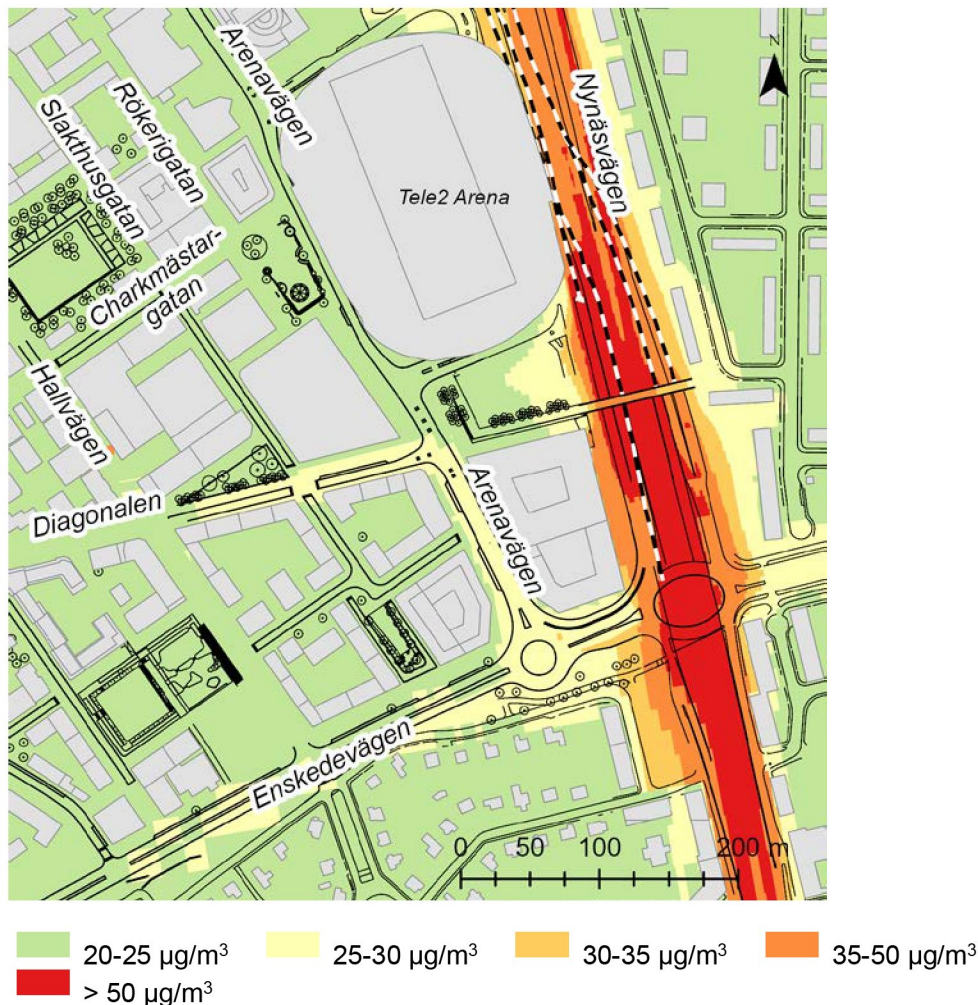 Arenavägen
Nynäsvägen
N
Rökerigatan
Slakthusgatan
Tele2 Arena
Charkmästar-
gatan
Hallvägen
Diagonalen
Arenavägen
Enskedevägen
0 50 100 200 m
20-25 µg/m³ 25-30 µg/m³ 30-35 µg/m³ 35-50 µg/m³
> 50 µg/m³